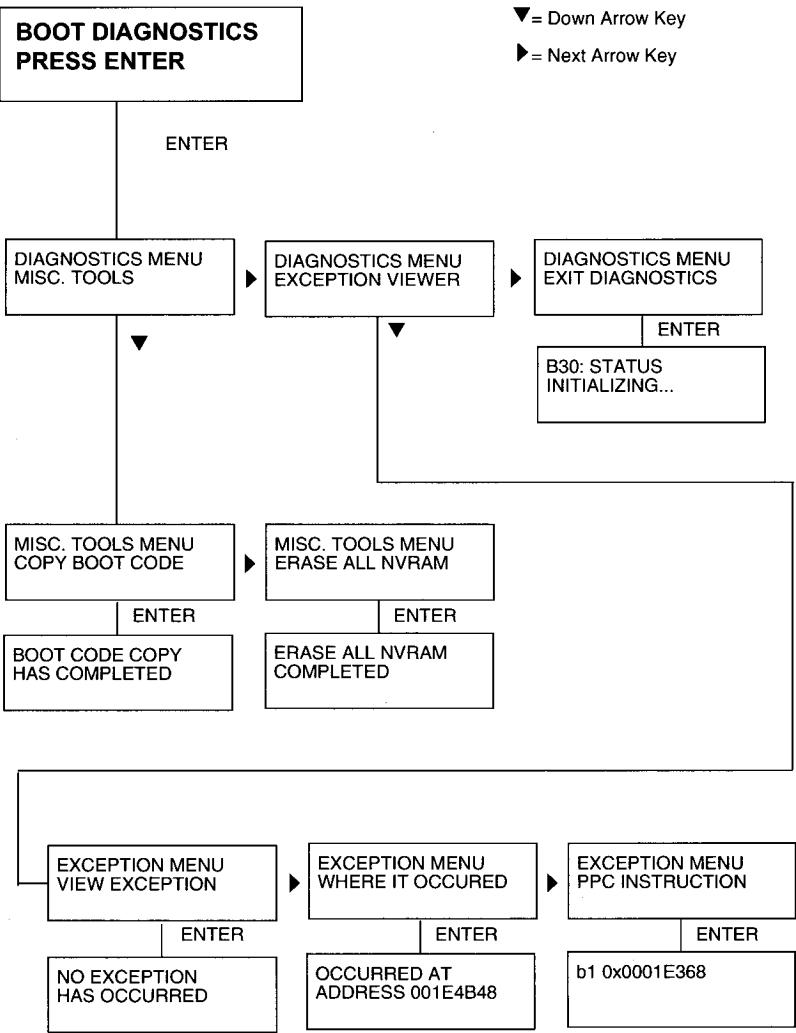 BOOT DIAGNOSTICS
PRESS ENTER
▼= Down Arrow Key
▶= Next Arrow Key
ENTER
DIAGNOSTICS MENU
MISC. TOOLS
DIAGNOSTICS MENU
EXCEPTION VIEWER
DIAGNOSTICS MENU
EXIT DIAGNOSTICS
ENTER
B30: STATUS
INITIALIZING...
MISC. TOOLS MENU
COPY BOOT CODE
MISC. TOOLS MENU
ERASE ALL NVRAM
ENTER
ENTER
BOOT CODE COPY
HAS COMPLETED
ERASE ALL NVRAM
COMPLETED
EXCEPTION MENU
VIEW EXCEPTION
EXCEPTION MENU
WHERE IT OCCURED
EXCEPTION MENU
PPC INSTRUCTION
ENTER
ENTER
ENTER
NO EXCEPTION
HAS OCCURRED
OCCURRED AT
ADDRESS 001E4B48
b1 0x0001E368